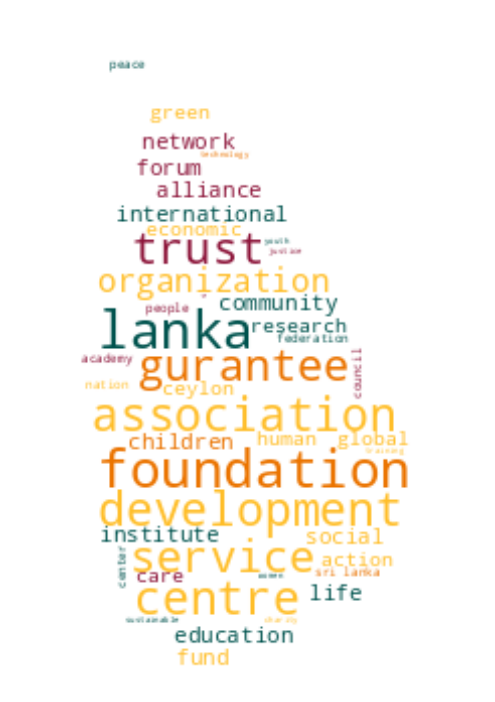 peace
green
network
technology
forum
alliance
international
economic
trust
youth
justice
organization
community
people
lanka
research
federation
academy
gurantee
council
nation
ceylon
association
children
human
global
training
foundation
development
institute
social
service
center
action
care
women
sri lanka
centre
life
sustainable
charity
education
fund